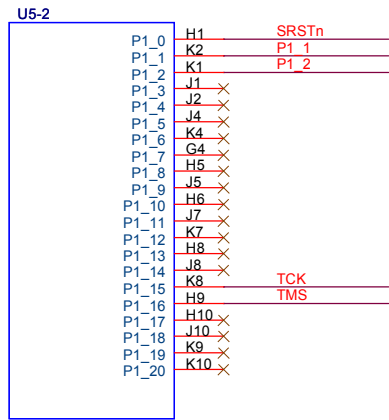 U5-2
P1_0 H1 SRSTn
P1_1 K2 P1_1
P1_2 K1 P1_2
P1_3 J1
P1_4 J2
P1_5 J4
P1_6 K4
P1_7 G4
P1_8 H5
P1_9 J5
P1_10 H6
P1_11 J7
P1_12 K7
P1_13 H8
P1_14 J8
P1_15 K8 TCK
P1_16 H9 TMS
P1_17 H10
P1_18 J10
P1_19 K9
P1_20 K10